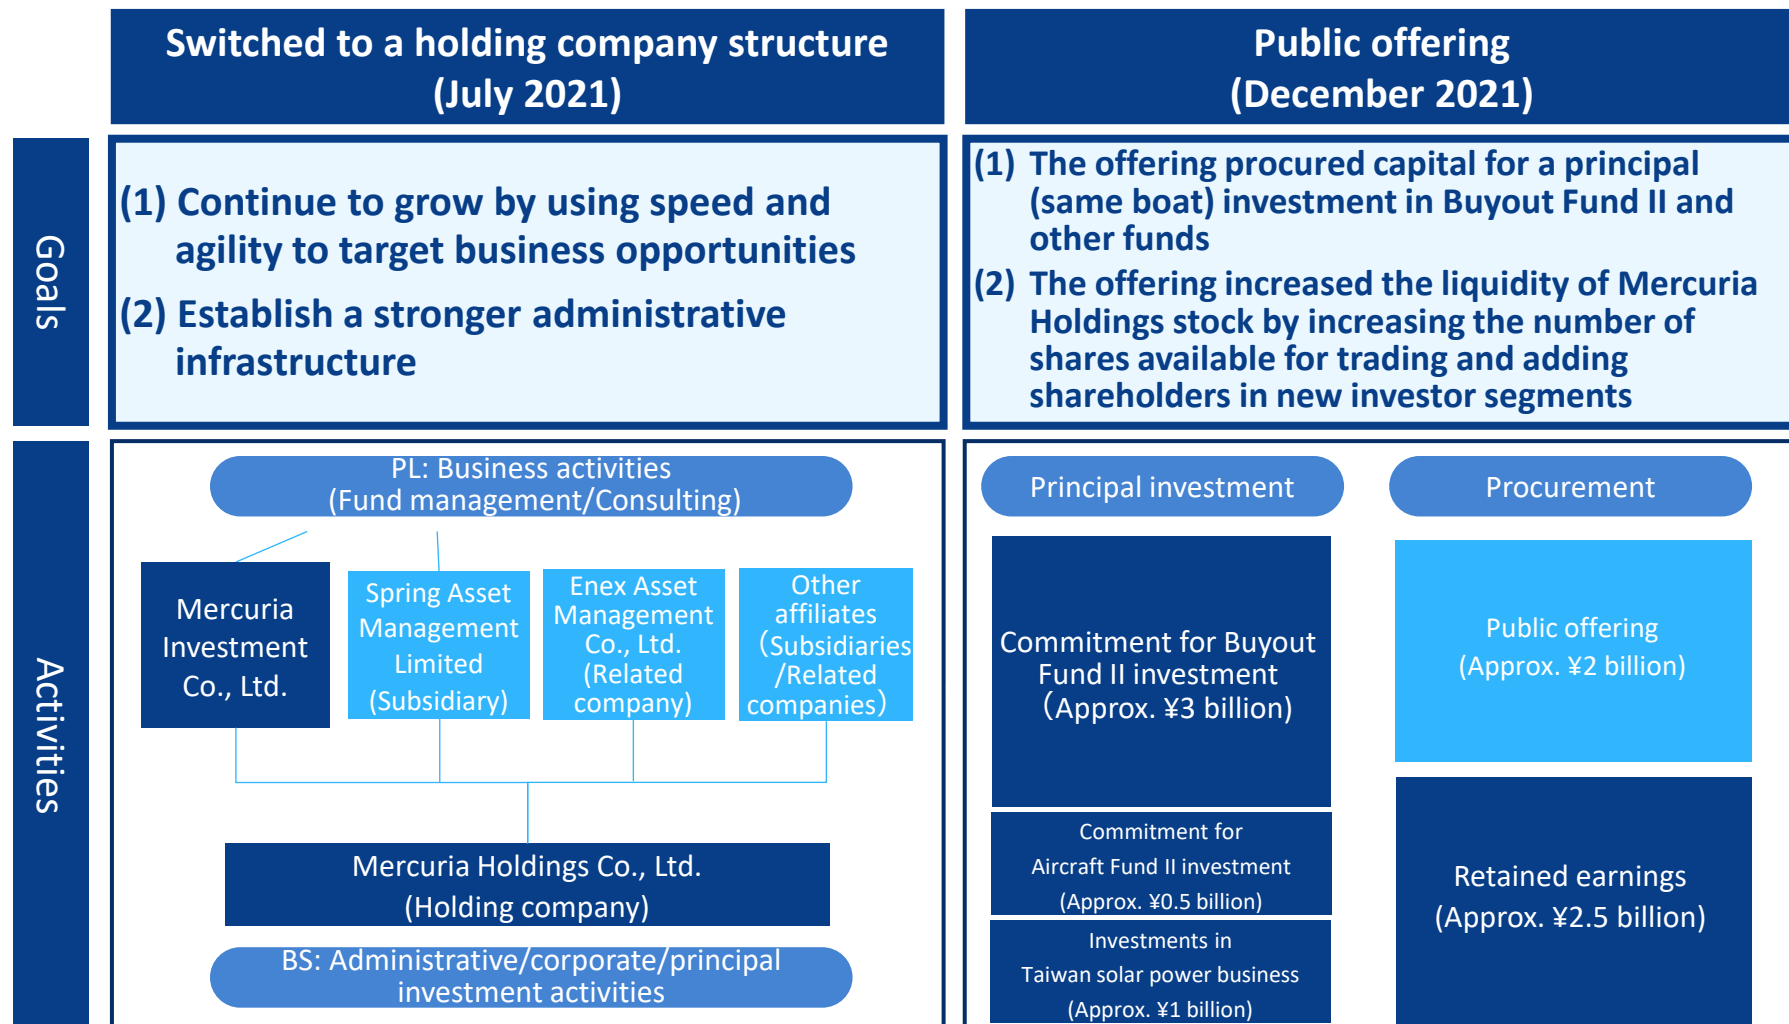 Switched to a holding company structure
(July 2021)
Public offering
(December 2021)
Goals
(1) Continue to grow by using speed and
agility to target business opportunities
(2) Establish a stronger administrative
infrastructure
(1) The offering procured capital for a principal
(same boat) investment in Buyout Fund II and
other funds
(2) The offering increased the liquidity of Mercuria
Holdings stock by increasing the number of
shares available for trading and adding
shareholders in new investor segments
Activities
PL: Business activities
(Fund management/Consulting)
Mercuria
Investment
Co., Ltd.
Spring Asset
Management
Limited
(Subsidiary)
Enex Asset
Management
Co., Ltd.
(Related
company)
Other
affiliates
（Subsidiaries
/Related
companies）
Mercuria Holdings Co., Ltd.
(Holding company)
BS: Administrative/corporate/principal
investment activities
Principal investment
Commitment for Buyout
Fund II investment
（Approx. ¥3 billion)
Commitment for
Aircraft Fund II investment
(Approx. ¥0.5 billion)
Investments in
Taiwan solar power business
(Approx. ¥1 billion)
Procurement
Public offering
(Approx. ¥2 billion)
Retained earnings
(Approx. ¥2.5 billion)